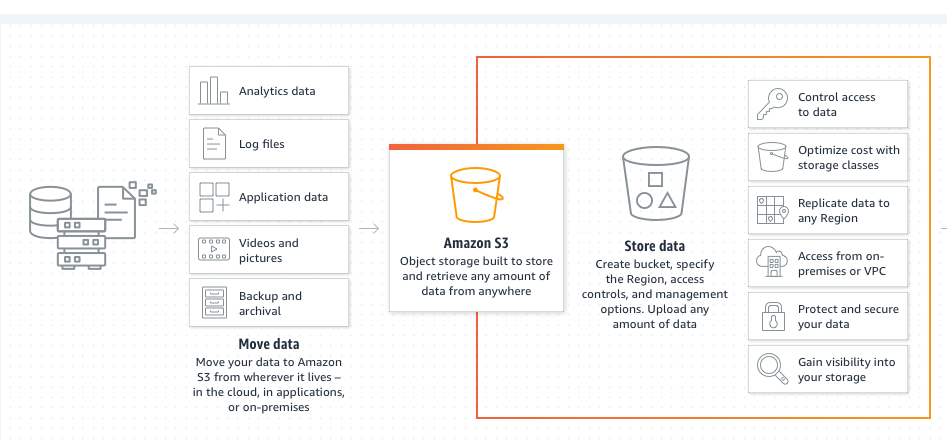 Analytics data
Log files
Application data
Videos and
pictures
Backup and
archival
Move data
Move your data to Amazon
S3 from wherever it lives –
in the cloud, in applications,
or on-premises
Amazon S3
Object storage built to store
and retrieve any amount of
data from anywhere
Store data
Create bucket, specify
the Region, access
controls, and management
options. Upload any
amount of data
Control access
to data
Optimize cost with
storage classes
Replicate data to
any Region
Access from on-
premises or VPC
Protect and secure
your data
Gain visibility into
your storage